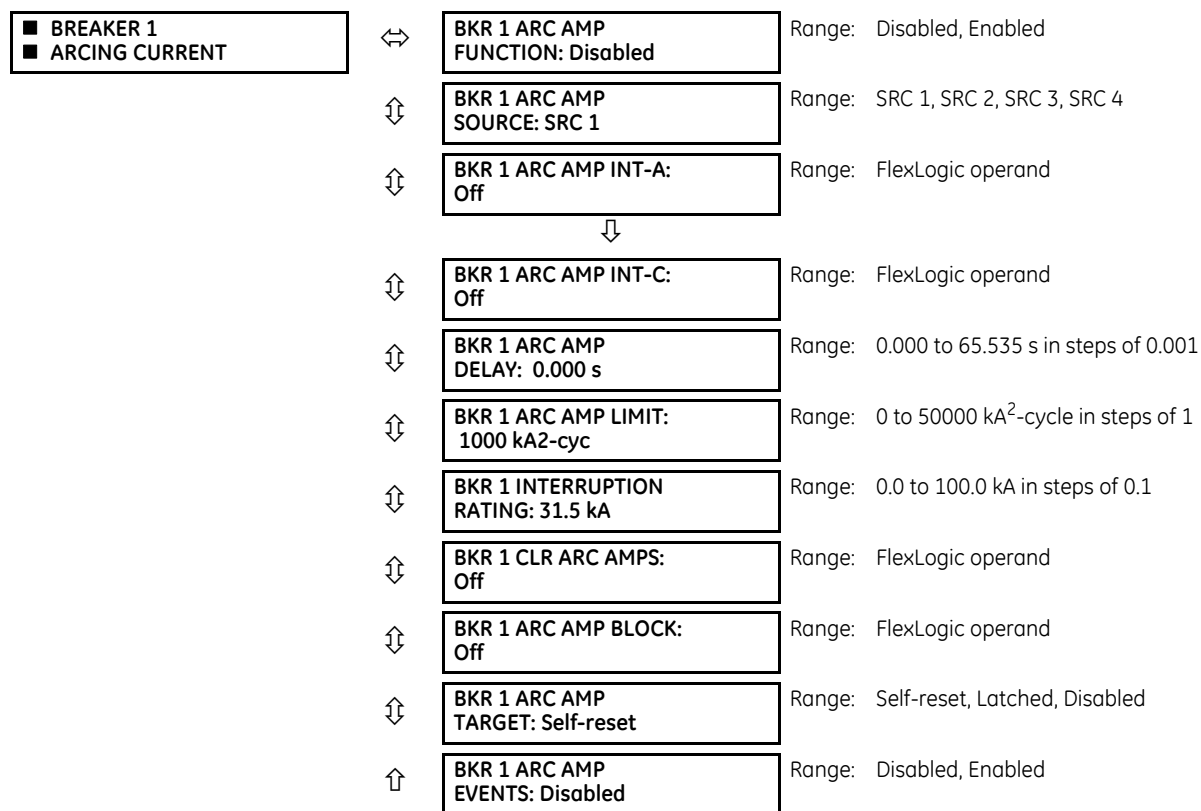 ■ BREAKER 1
■ ARCING CURRENT
BKR 1 ARC AMP
FUNCTION: Disabled
Range: Disabled, Enabled
BKR 1 ARC AMP
SOURCE: SRC 1
Range: SRC 1, SRC 2, SRC 3, SRC 4
BKR 1 ARC AMP INT-A:
Off
Range: FlexLogic operand
BKR 1 ARC AMP INT-C:
Off
Range: FlexLogic operand
BKR 1 ARC AMP
DELAY: 0.000 s
Range: 0.000 to 65.535 s in steps of 0.001
BKR 1 ARC AMP LIMIT:
1000 kA2-cyc
Range: 0 to 50000 kA²-cycle in steps of 1
BKR 1 INTERRUPTION
RATING: 31.5 kA
Range: 0.0 to 100.0 kA in steps of 0.1
BKR 1 CLR ARC AMPS:
Off
Range: FlexLogic operand
BKR 1 ARC AMP BLOCK:
Off
Range: FlexLogic operand
BKR 1 ARC AMP
TARGET: Self-reset
Range: Self-reset, Latched, Disabled
BKR 1 ARC AMP
EVENTS: Disabled
Range: Disabled, Enabled